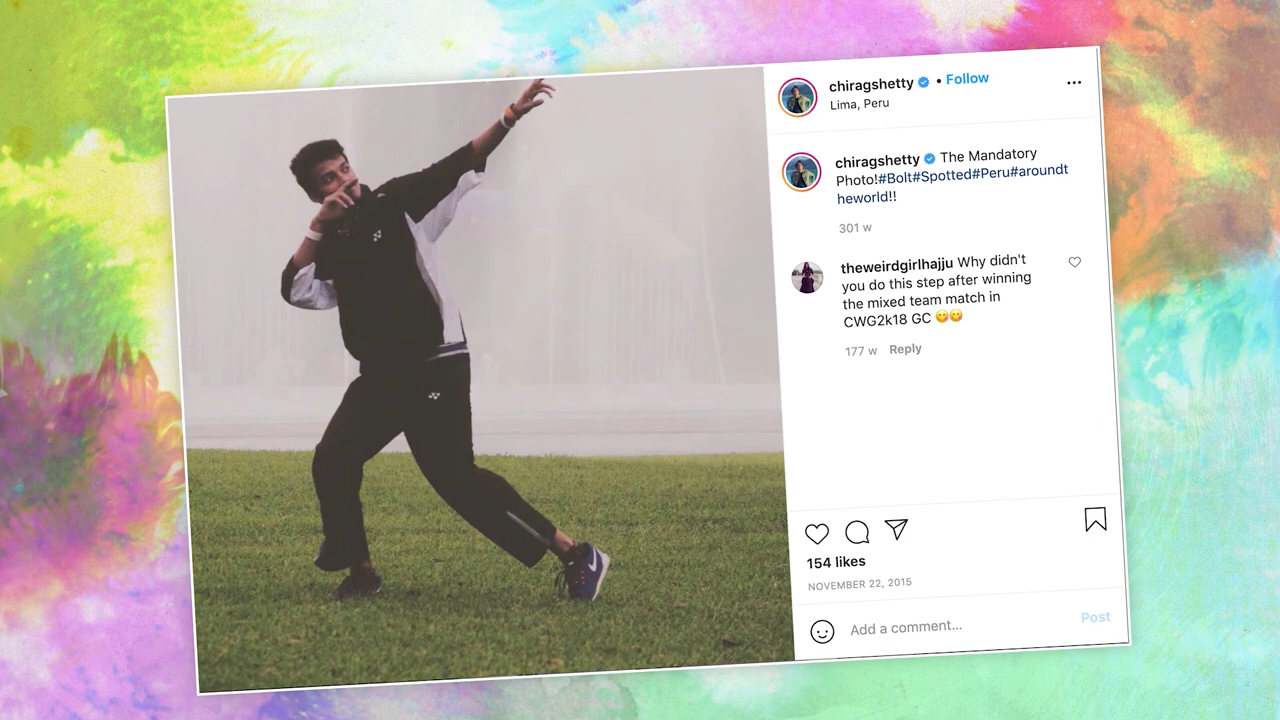 chiragshetty • Follow
Lima, Peru
chiragshetty The Mandatory
Photo!#Bolt#Spotted#Peru#aroundt
heworld!!
301 w
theweirdgirlhajju Why didn't
you do this step after winning
the mixed team match in
CWG2k18 GC 😋😋
177 w Reply
154 likes
NOVEMBER 22, 2015
Add a comment...
Post